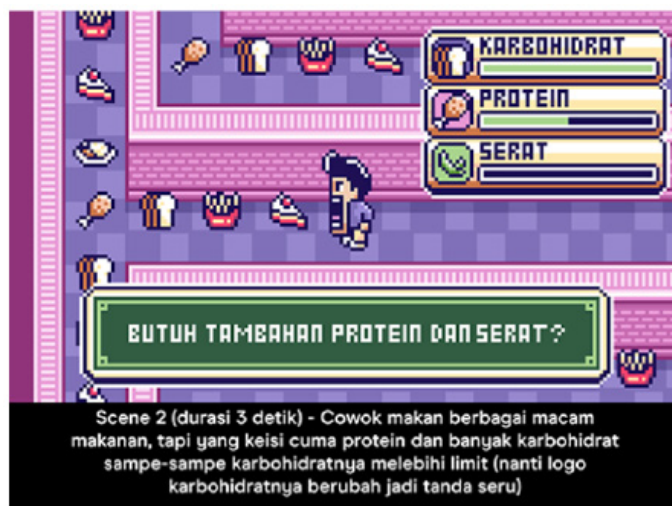 KARBOHIDRAT
PROTEIN
SERAT
BUTUH TAMBAHAN PROTEIN DAN SERAT?
Scene 2 (durasi 3 detik) - Cowok makan berbagai macam
makanan, tapi yang keisi cuma protein dan banyak karbohidrat
sampe-sampe karbohidratnya melebihi limit (nanti logo
karbohidratnya berubah jadi tanda seru)